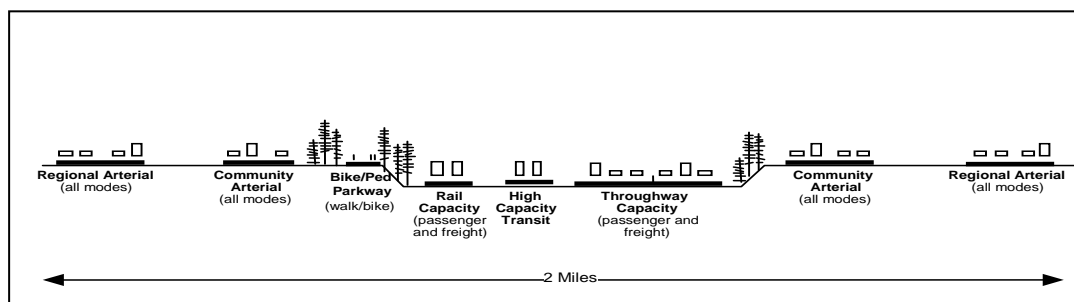 Regional Arterial
(all modes)
Community
Arterial
(all modes)
Bike/Ped
Parkway
(walk/bike)
Rail
Capacity
(passenger
and freight)
High
Capacity
Transit
Throughway
Capacity
(passenger and
freight)
Community
Arterial
(all modes)
Regional Arterial
(all modes)
2 Miles